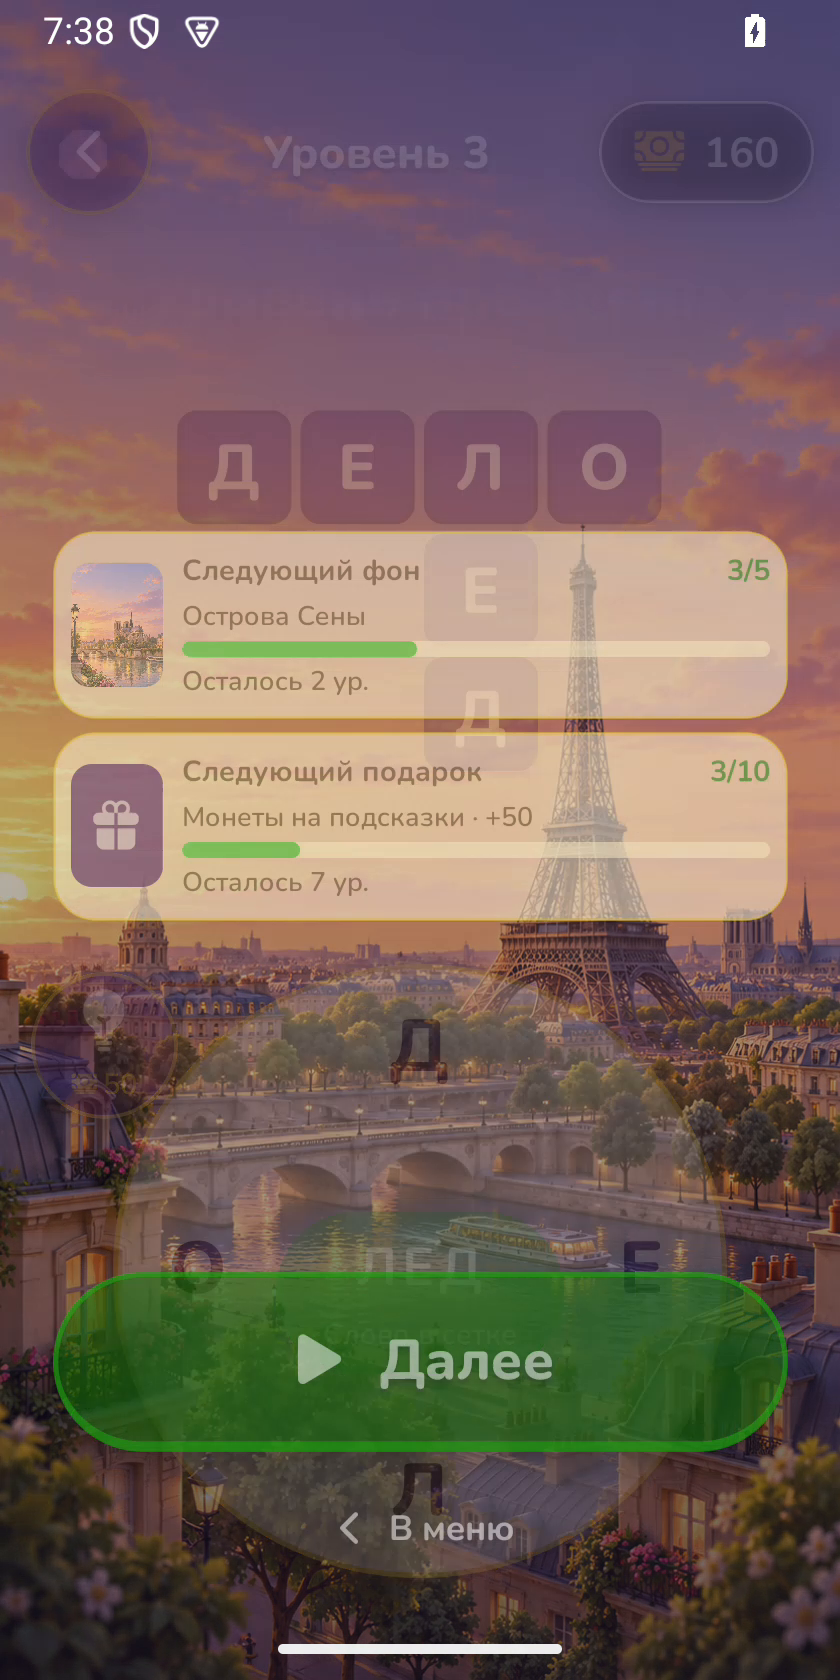 7:38
Уровень 3
160
Д Е Л О
Е
Д
Следующий фон 3/5
Острова Сены
Осталось 2 ур.
Следующий подарок 3/10
Монеты на подсказки · +50
Осталось 7 ур.
Д
О Е
ЛЕД
Далее
Л
В меню